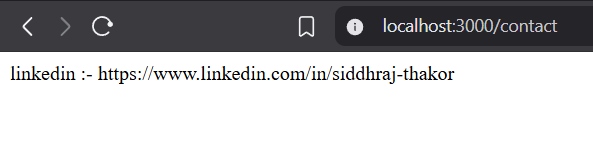 localhost:3000/contact
linkedin :- https://www.linkedin.com/in/siddhraj-thakor